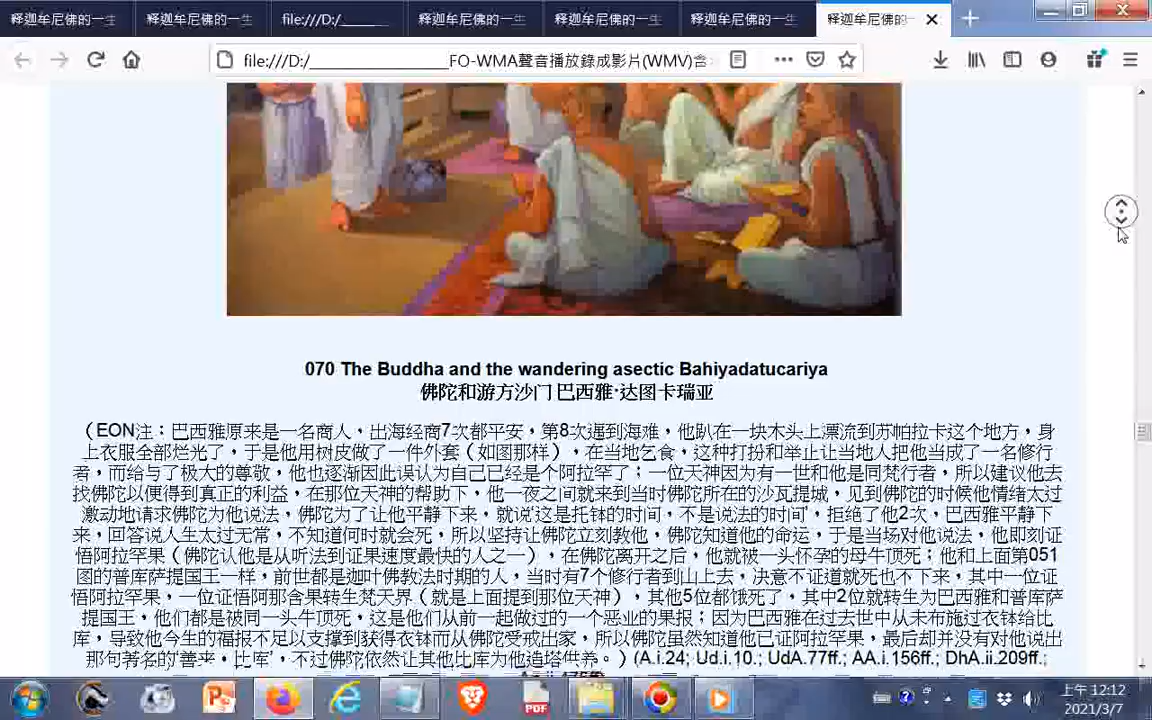 释迦牟尼佛的一生
释迦牟尼佛的一生
file:///D:/______
释迦牟尼佛的一生
释迦牟尼佛的一生
释迦牟尼佛的一生
释迦牟尼佛的一
file:///D:/__________________FO-WMA聲音播放錄成影片(WMV)含
070 The Buddha and the wandering asectic Bahiyadatucariya
佛陀和游方沙门 巴西雅·达图卡瑞亚
（EON注：巴西雅原来是一名商人，出海经商7次都平安，第8次遇到海难，他趴在一块木头上漂流到苏帕拉卡这个地方，身
上衣服全部烂光了，于是他用树皮做了一件外套（如图那样），在当地乞食，这种打扮和举止让当地人把他当成了一名修行
者，而给与了极大的尊敬，他也逐渐因此误认为自己已经是个阿拉罕了；一位天神因为有一世和他是同梵行者，所以建议他去
找佛陀以便得到真正的利益，在那位天神的帮助下，他一夜之间就来到当时佛陀所在的沙瓦提城，见到佛陀的时候他情绪太过
激动地请求佛陀为他说法，佛陀为了让他平静下来，就说'这是托钵的时间，不是说法的时间'，拒绝了他2次，巴西雅平静下
来，回答说人生太过无常，不知道何时就会死，所以坚持让佛陀立刻教他，佛陀知道他的命运，于是当场对他说法，他即刻证
悟阿拉罕果（佛陀认他是从听法到证果速度最快的人之一），在佛陀离开之后，他就被一头怀孕的母牛顶死；他和上面第051
图的普库萨提国王一样，前世都是迦叶佛教法时期的人，当时有7个修行者到山上去，决意不证道就死也不下来，其中一位证
悟阿拉罕果，一位证悟阿那含果转生梵天界（就是上面提到那位天神），其他5位都饿死了，其中2位就转生为巴西雅和普库萨
提国王，他们都是被同一头牛顶死，这是他们从前一起做过的一个恶业的果报；因为巴西雅在过去世中从未布施过衣钵给比
库，导致他今生的福报不足以支撑到获得衣钵而从佛陀受戒出家，所以佛陀虽然知道他已证阿拉罕果，最后却并没有对他说出
那句著名的'善来，比库'，不过佛陀依然让其他比库为他造塔供养。）(A.i.24; Ud.i.10.; UdA.77ff.; AA.i.156ff.; DhA.ii.209ff.;
PDF
上午 12:12
2021/3/7